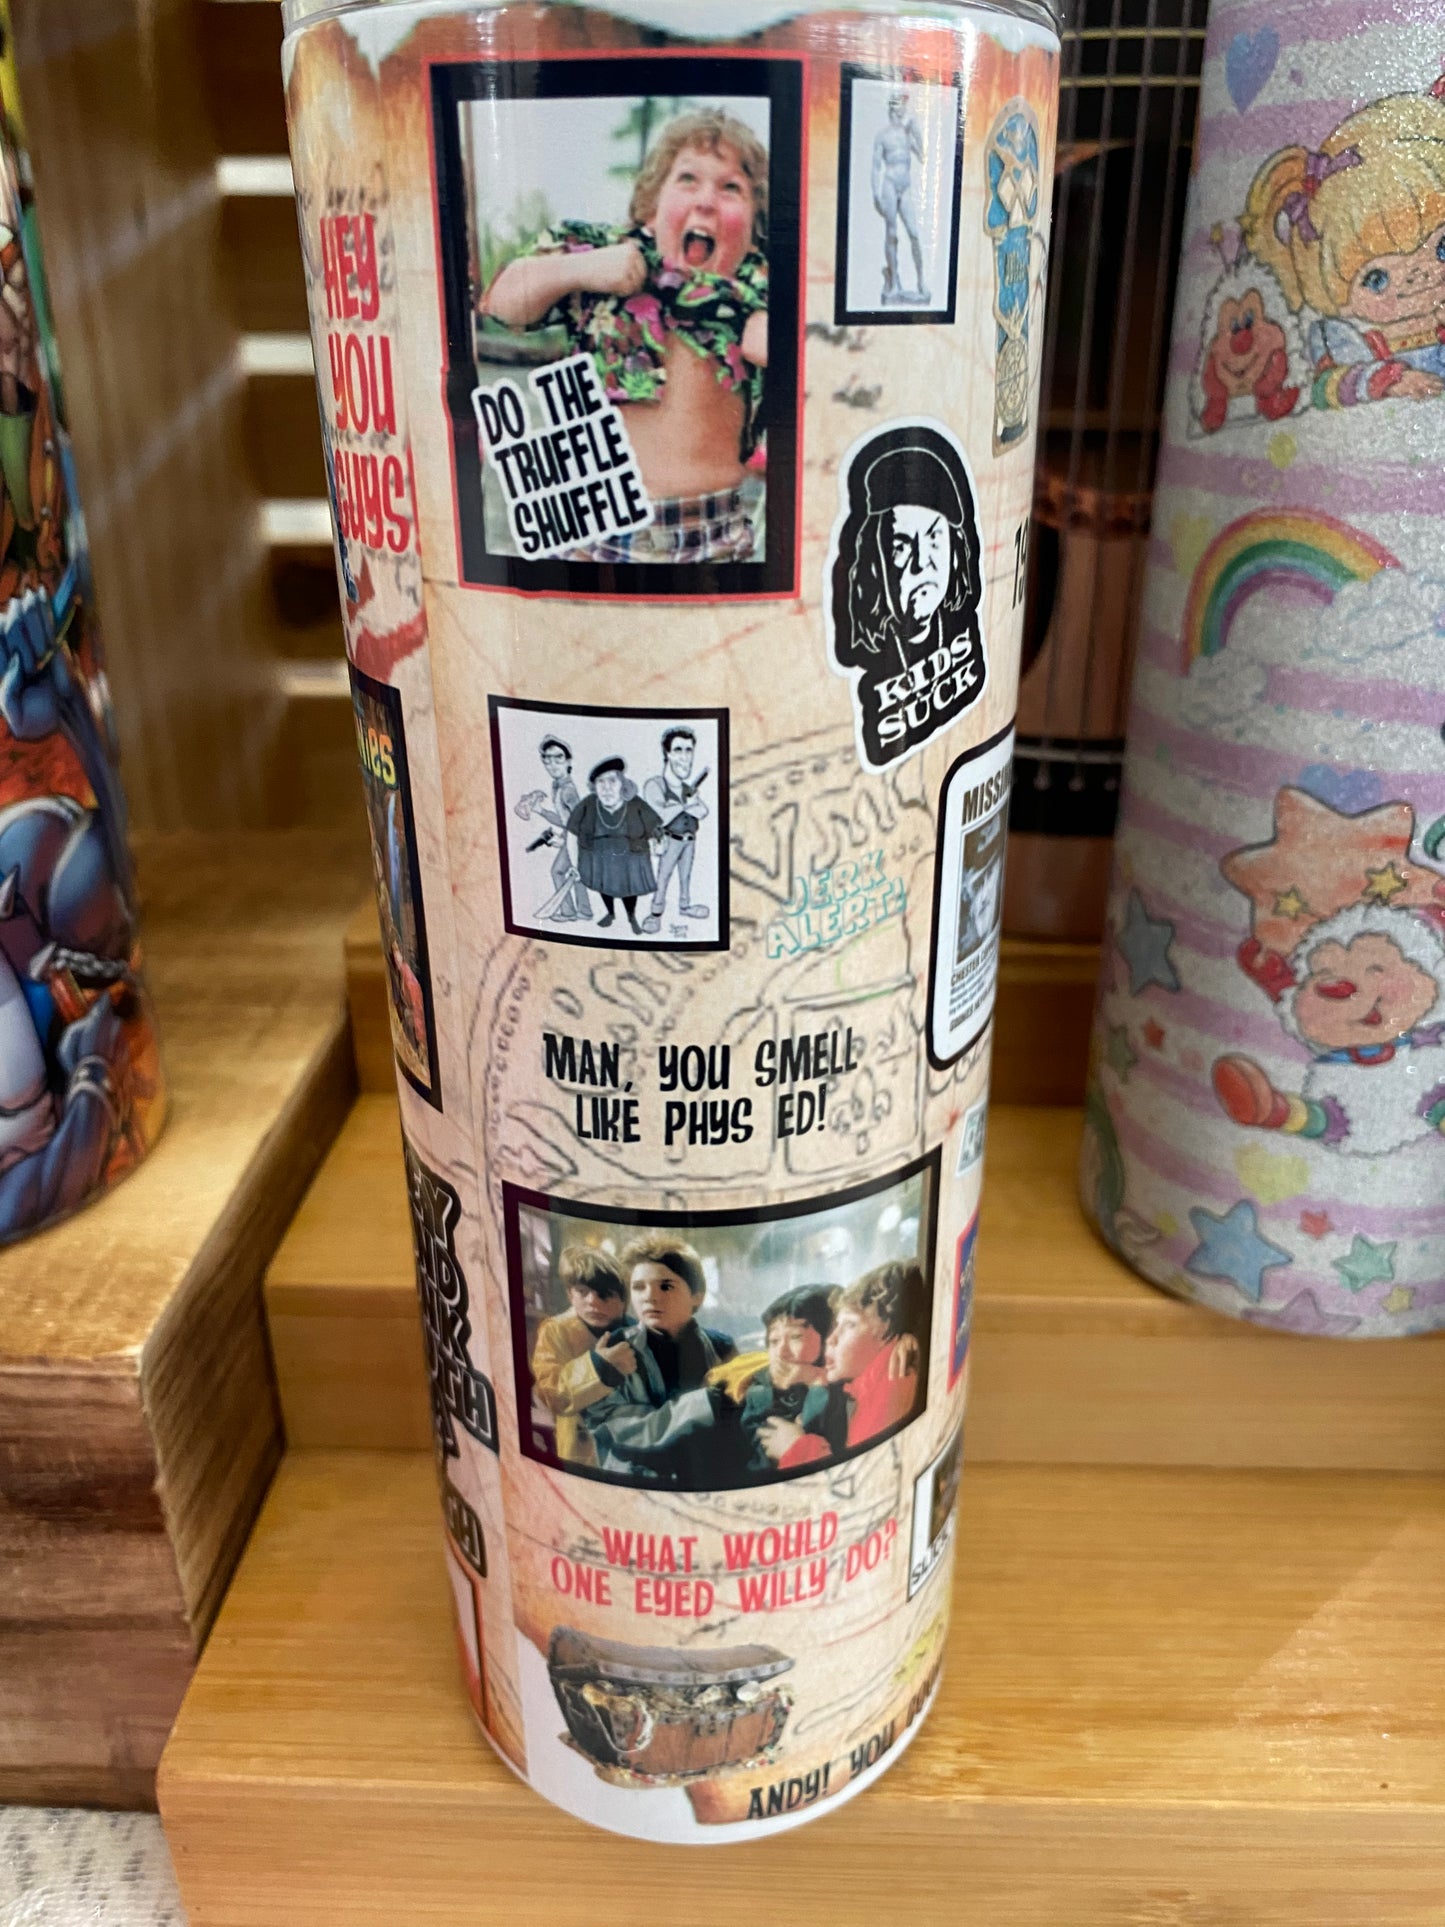 HEY
YOU
GUYS!
DO THE
TRUFFLE
SHUFFLE
KIDS
SUCK
JERK
ALERT!
MAN, YOU SMELL
LIKE PHYS ED!
WHAT WOULD
ONE EYED WILLY DO?
ANDY! YOU